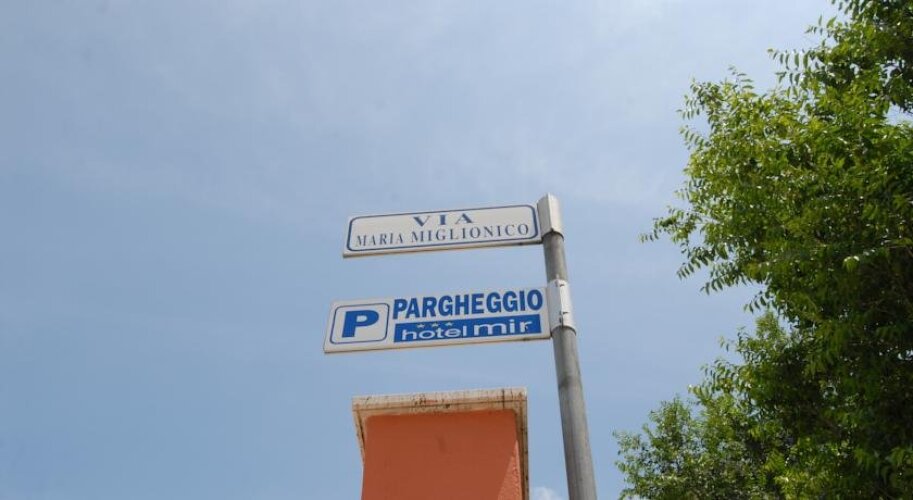 VIA
MARIA MIGLIONICO
P PARGHEGGIO
hotel mir